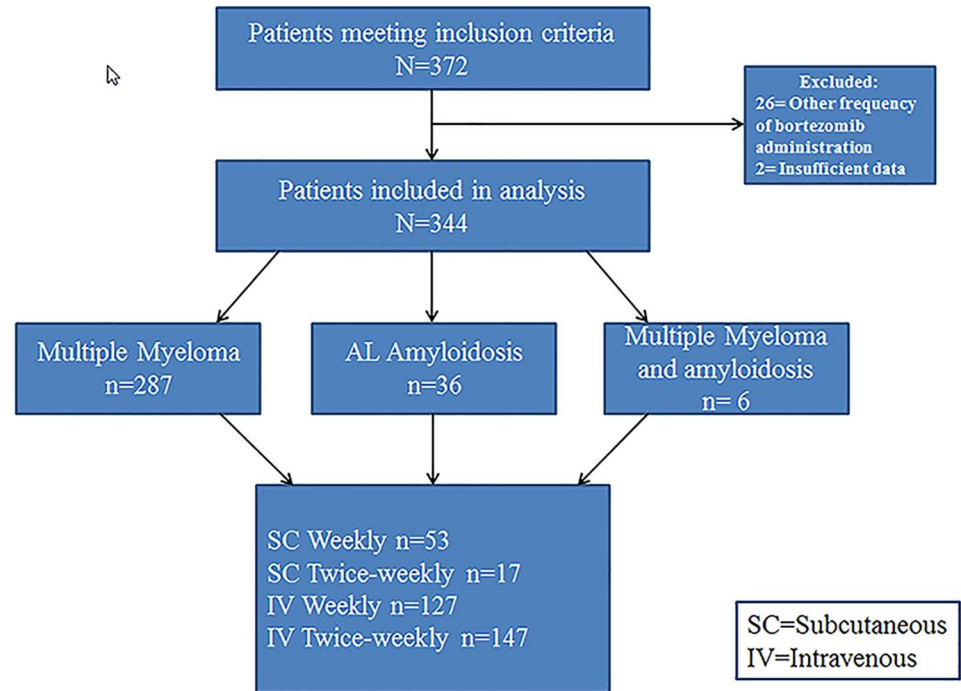 Patients meeting inclusion criteria
N=372
Excluded:
26= Other frequency
of bortezomib
administration
2= Insufficient data
Patients included in analysis
N=344
Multiple Myeloma
n=287
AL Amyloidosis
n=36
Multiple Myeloma
and amyloidosis
n= 6
SC Weekly n=53
SC Twice-weekly n=17
IV Weekly n=127
IV Twice-weekly n=147
SC=Subcutaneous
IV=Intravenous